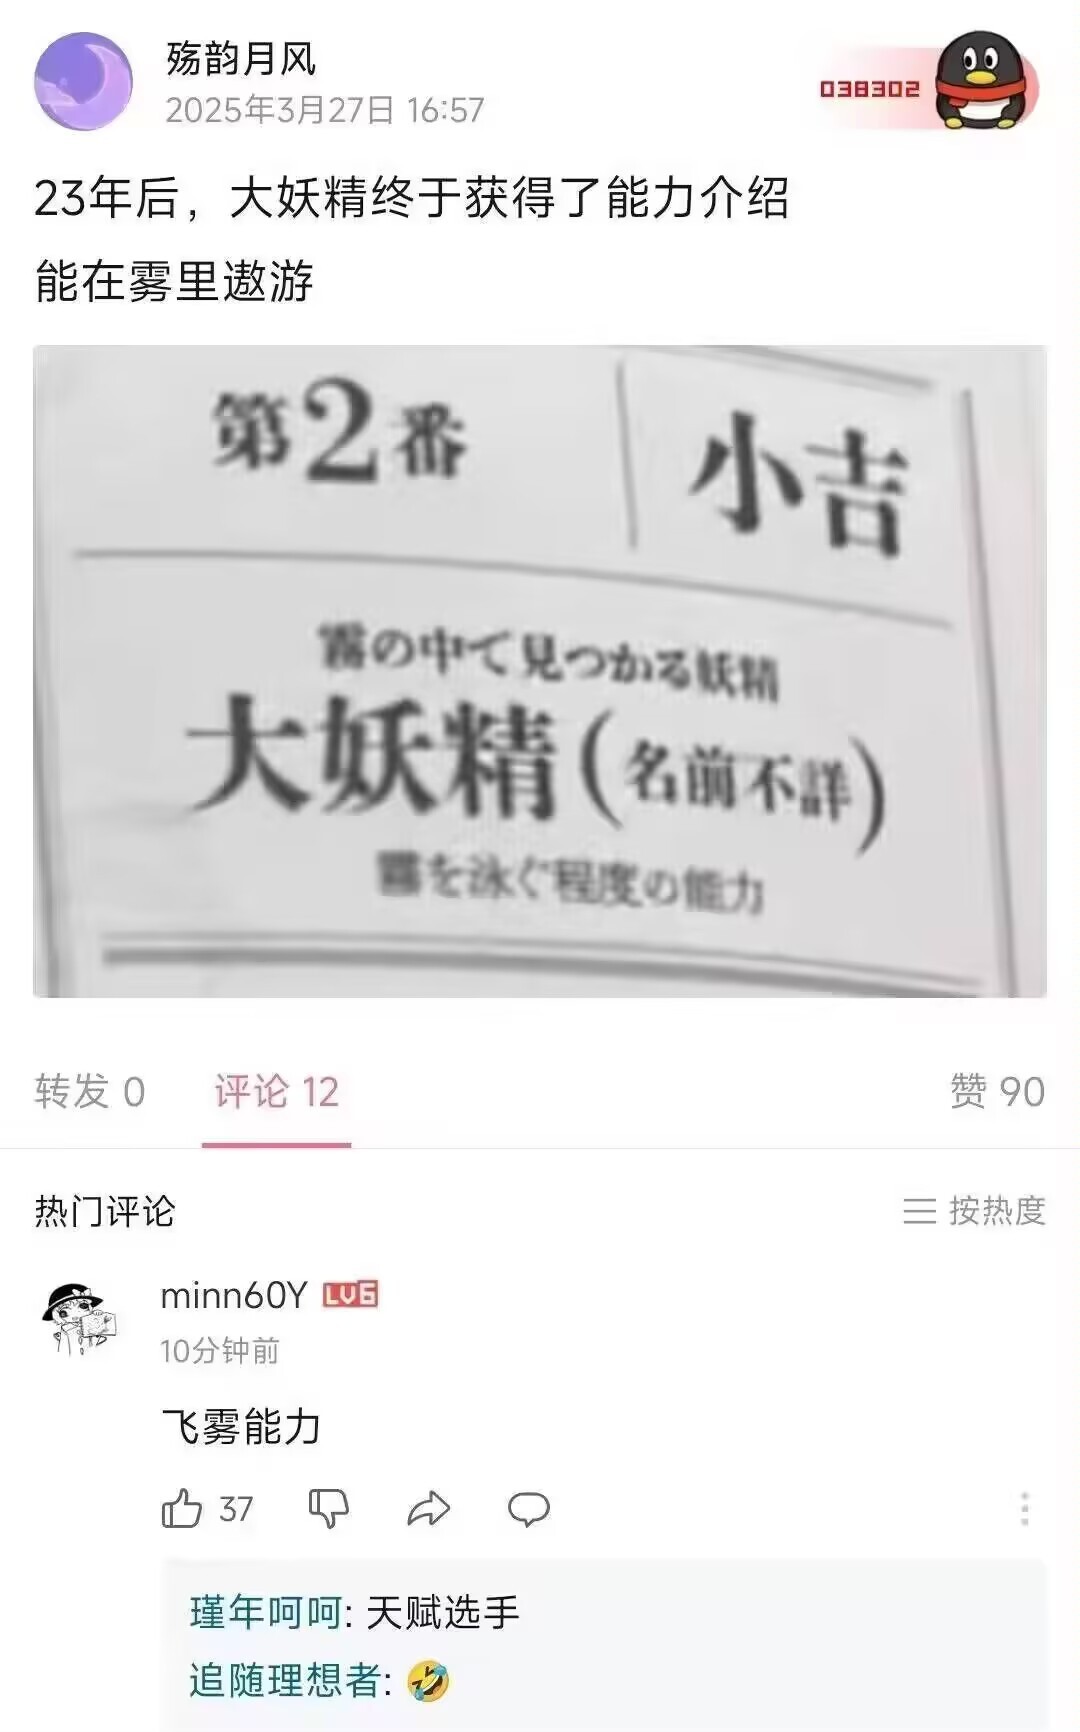 殇韵月风
2025年3月27日 16:57
038302
23年后，大妖精终于获得了能力介绍
能在雾里遨游
第2番
小吉
霧の中で見つかる妖精
大妖精(名前不詳)
霧を泳ぐ程度の能力
转发 0
评论 12
赞 90
热门评论
按热度
minn60Y LV6
10分钟前
飞雾能力
37
瑾年呵呵: 天赋选手
追随理想者: 🤣